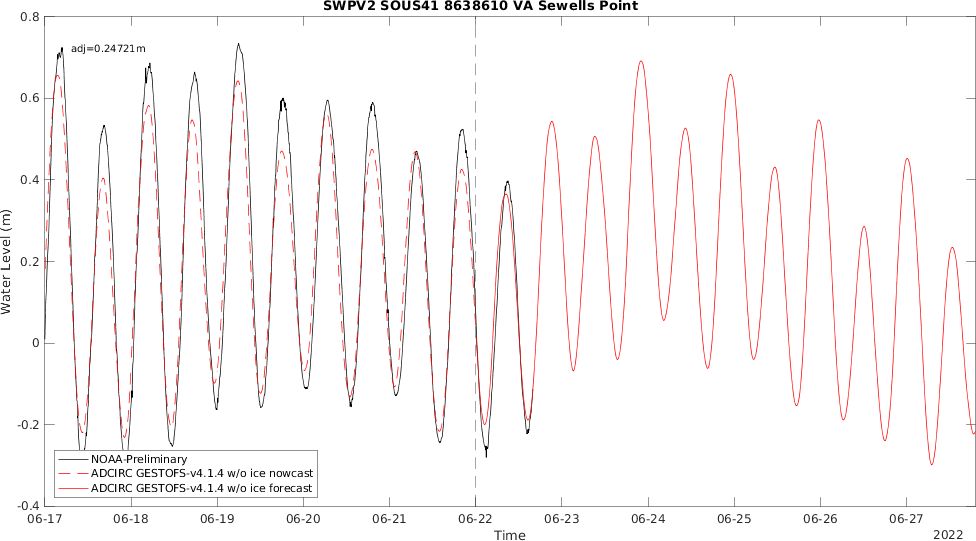 SWPV2 SOUS41 8638610 VA Sewells Point
adj=0.24721m
0.8
0.6
0.4
0.2
0
-0.2
-0.4
Water Level (m)
NOAA-Preliminary
ADCIRC GESTOFS-v4.1.4 w/o ice nowcast
ADCIRC GESTOFS-v4.1.4 w/o ice forecast
06-17 06-18 06-19 06-20 06-21 06-22 06-23 06-24 06-25 06-26 06-27
Time
2022